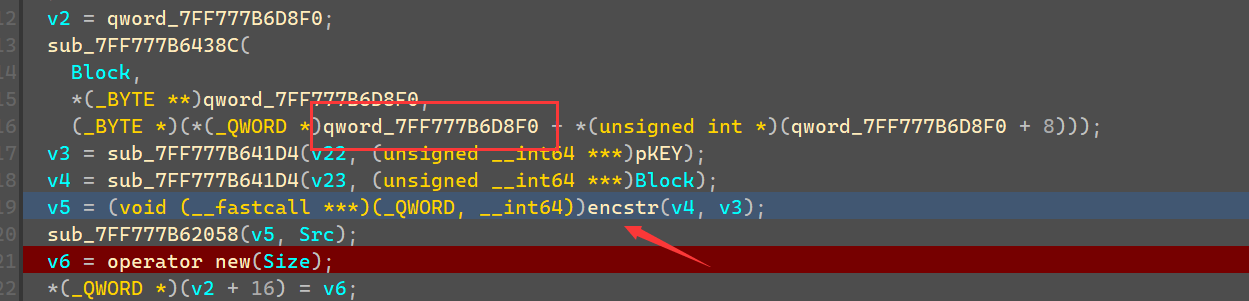 12 v2 = qword_7FF777B6D8F0;
13 sub_7FF777B6438C(
14 Block,
15 *(_BYTE **)qword_7FF777B6D8F0,
16 (_BYTE *)(*(_QWORD *)qword_7FF777B6D8F0 + *(unsigned int *)(qword_7FF777B6D8F0 + 8)));
17 v3 = sub_7FF777B641D4(v22, (unsigned __int64 ***)pKEY);
18 v4 = sub_7FF777B641D4(v23, (unsigned __int64 ***)Block);
19 v5 = (void (__fastcall ***)(_QWORD, __int64))encstr(v4, v3);
20 sub_7FF777B62058(v5, Src);
21 v6 = operator new(Size);
22 *(_QWORD *)(v2 + 16) = v6;